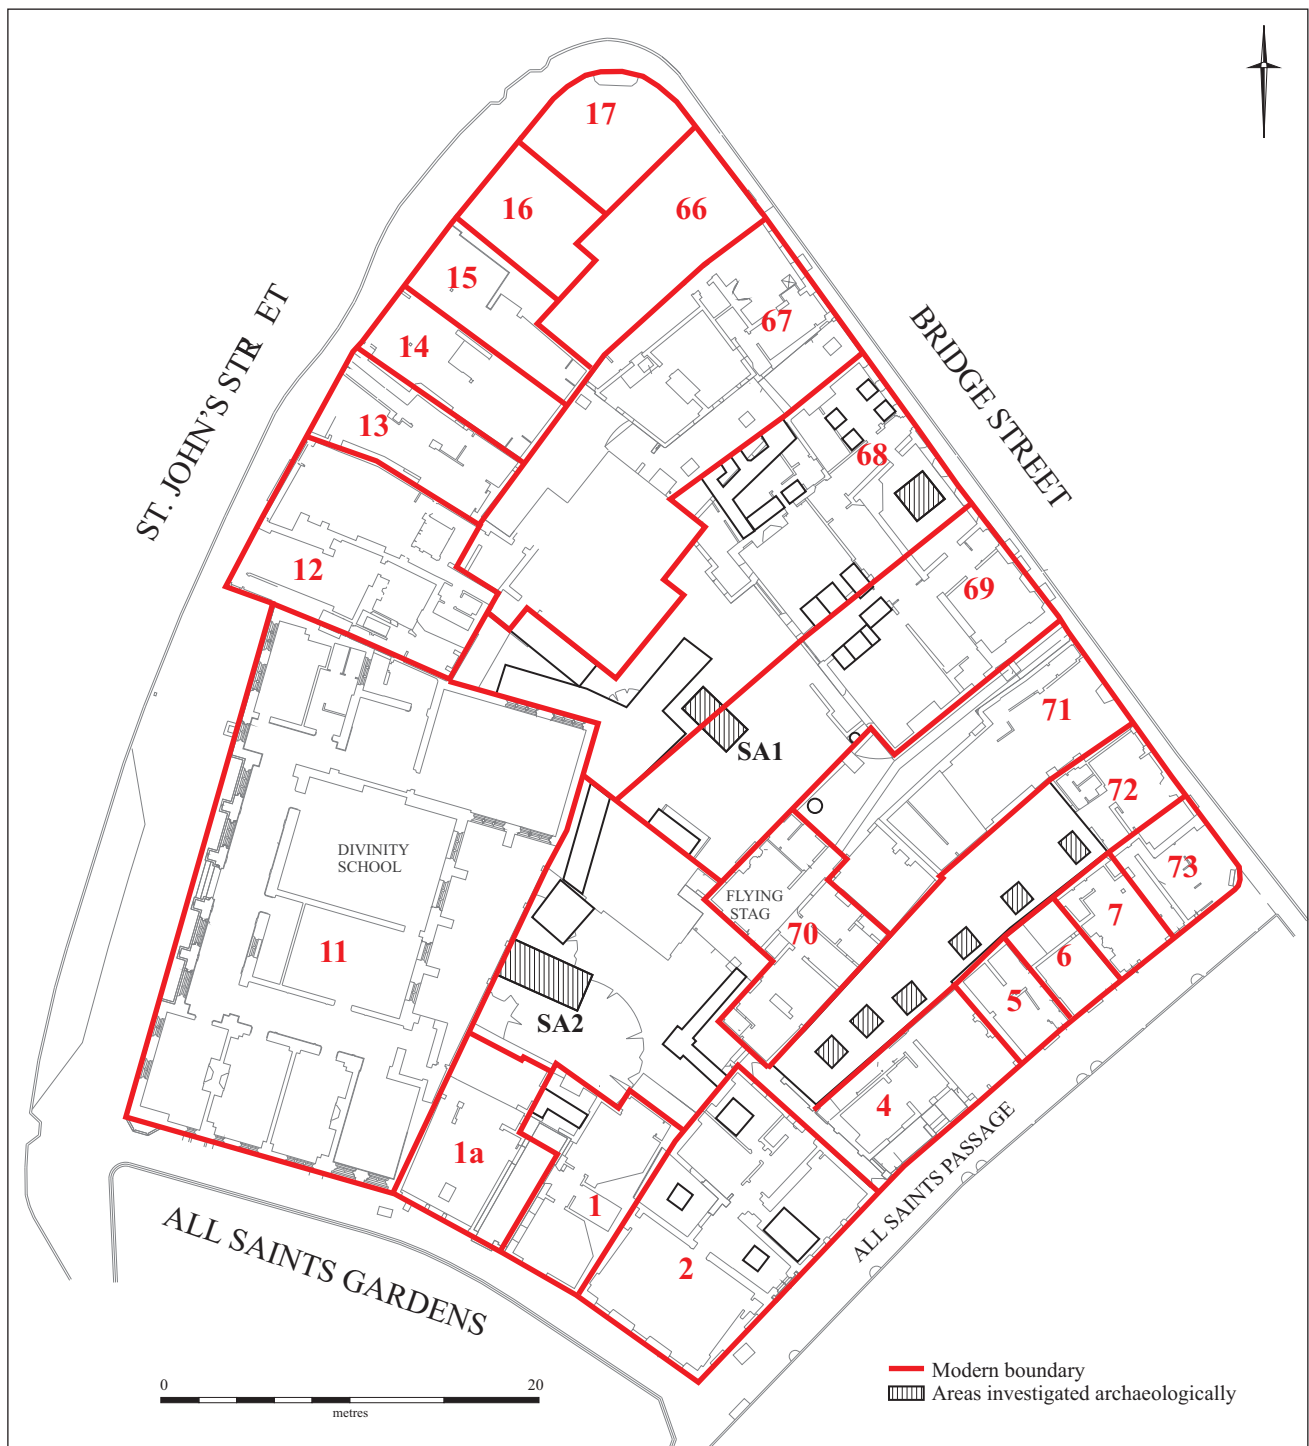 17
16
66
15
67
14
13
68
12
69
71
SA1
72
73
DIVINITY
SCHOOL
FLYING
STAG
7
70
6
11
5
SA2
4
1a
1
2
ST. JOHN'S STR ET
BRIDGE STREET
ALL SAINTS PASSAGE
ALL SAINTS GARDENS
0 20
metres
Modern boundary
Areas investigated archaeologically